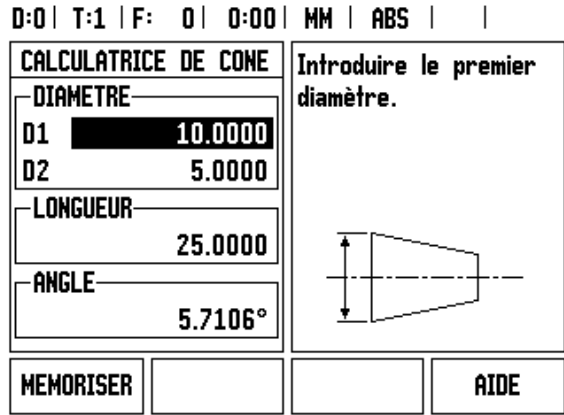 D:0 | T:1 | F: 0 | 0:00 | MM | ABS | |
CALCULATRICE DE CONE
DIAMETRE
D1 10.0000
D2 5.0000
LONGUEUR
25.0000
ANGLE
5.7106°
Introduire le premier
diamètre.
MEMORISER
AIDE